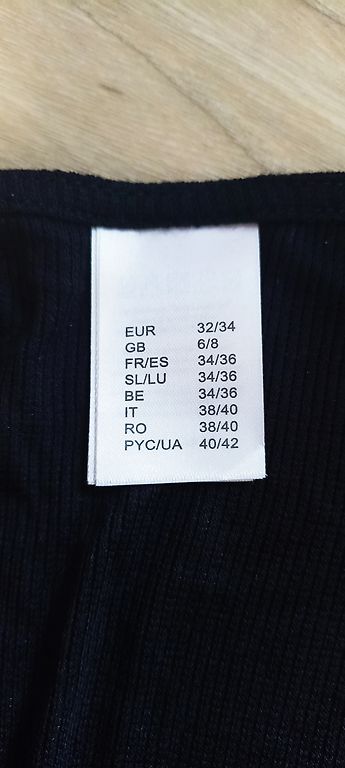 EUR 32/34
GB 6/8
FR/ES 34/36
SL/LU 34/36
BE 34/36
IT 38/40
RO 38/40
РУС/UA 40/42